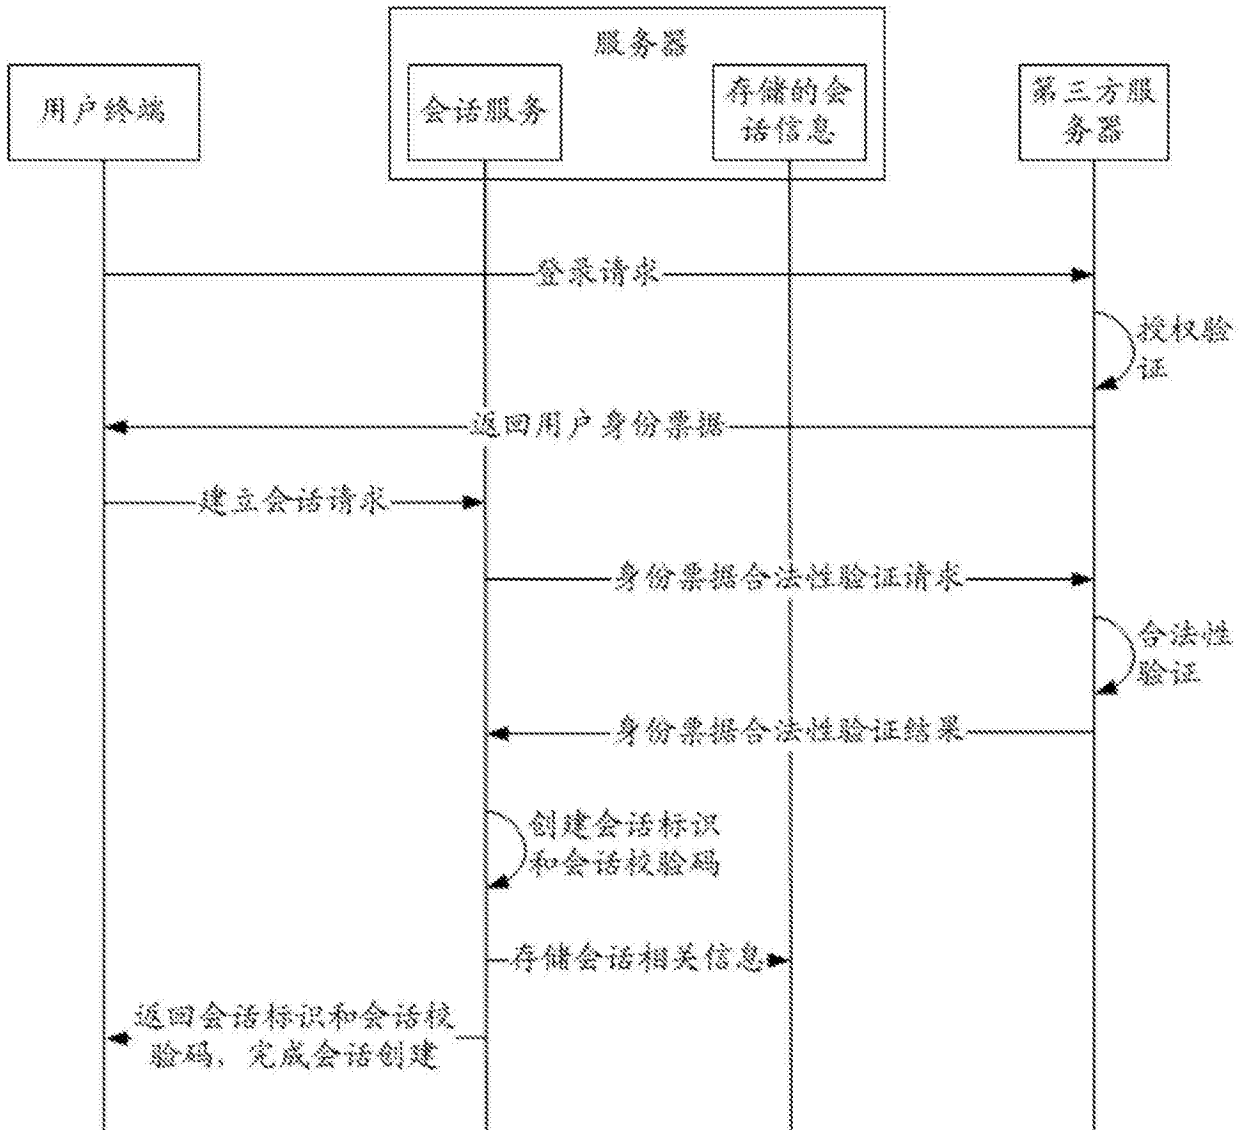 服务器
用户终端
会话服务
存储的会
话信息
第三方服
务器
登录请求
授权验
证
返回用户身份票据
建立会话请求
身份票据合法性验证请求
合法性
验证
身份票据合法性验证结果
创建会话标识
和会话校验码
存储会话相关信息
返回会话标识和会话校
验码，完成会话创建